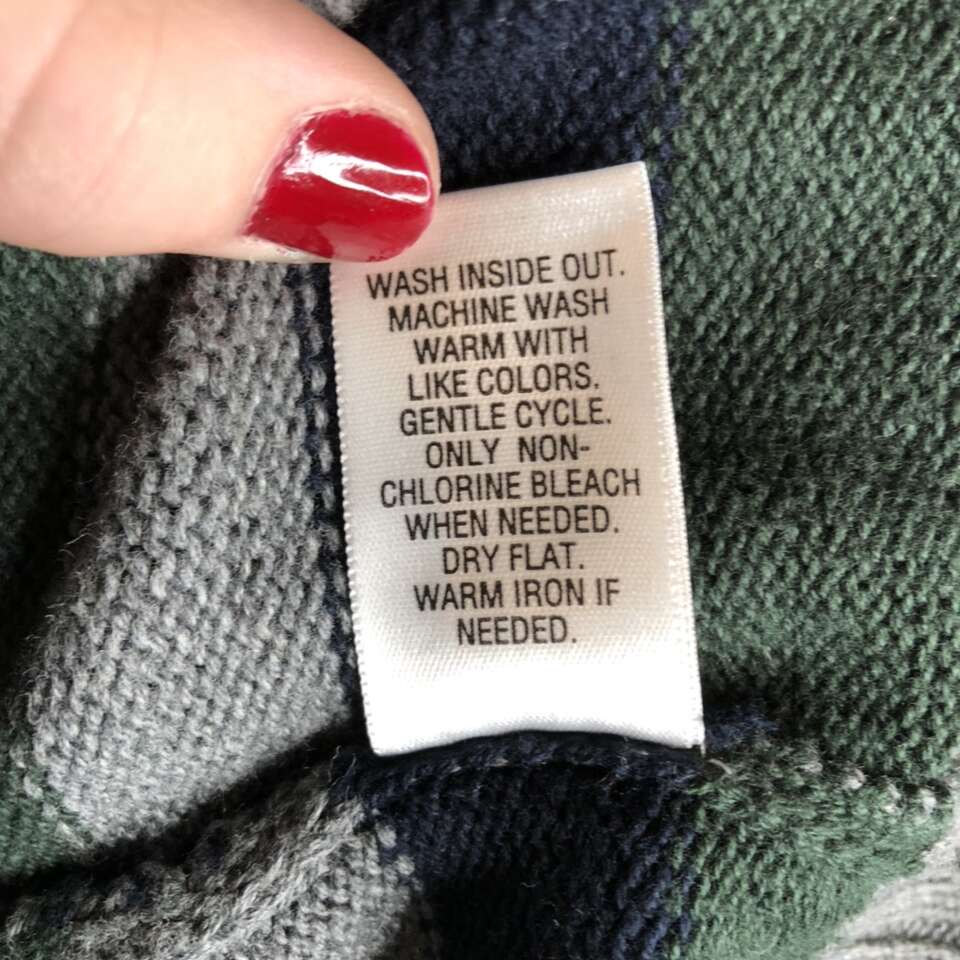 WASH INSIDE OUT.
MACHINE WASH
WARM WITH
LIKE COLORS.
GENTLE CYCLE.
ONLY NON-
CHLORINE BLEACH
WHEN NEEDED.
DRY FLAT.
WARM IRON IF
NEEDED.